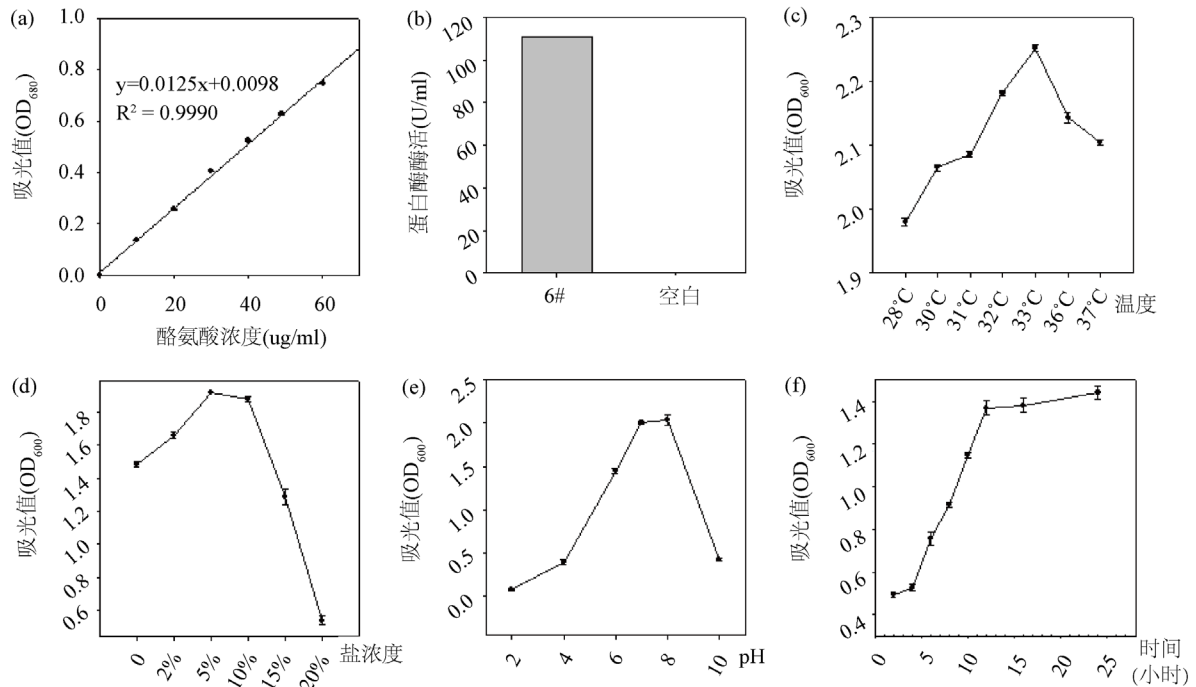 (a)
1.0
0.8
0.6
0.4
0.2
0.0
吸光值(OD680)
y=0.0125x+0.0098
R² = 0.9990
0
20
40
60
酪氨酸浓度(ug/ml)
(b)
120
100
80
60
40
20
0
蛋白酶酶活(U/ml)
6#
空白
(c)
2.3
2.2
2.1
2.0
1.9
吸光值(OD600)
28°C
30°C
31°C
32°C
33°C
36°C
37°C
温度
(d)
1.8
1.6
1.4
1.2
1.0
0.8
0.6
吸光值(OD600)
0
2%
5%
10%
15%
20%
盐浓度
(e)
2.5
2.0
1.5
1.0
0.5
0.0
吸光值(OD600)
2
4
6
8
10
pH
(f)
1.4
1.2
1.0
0.8
0.6
0.4
吸光值(OD600)
0
5
10
15
20
25
时间
(小时)